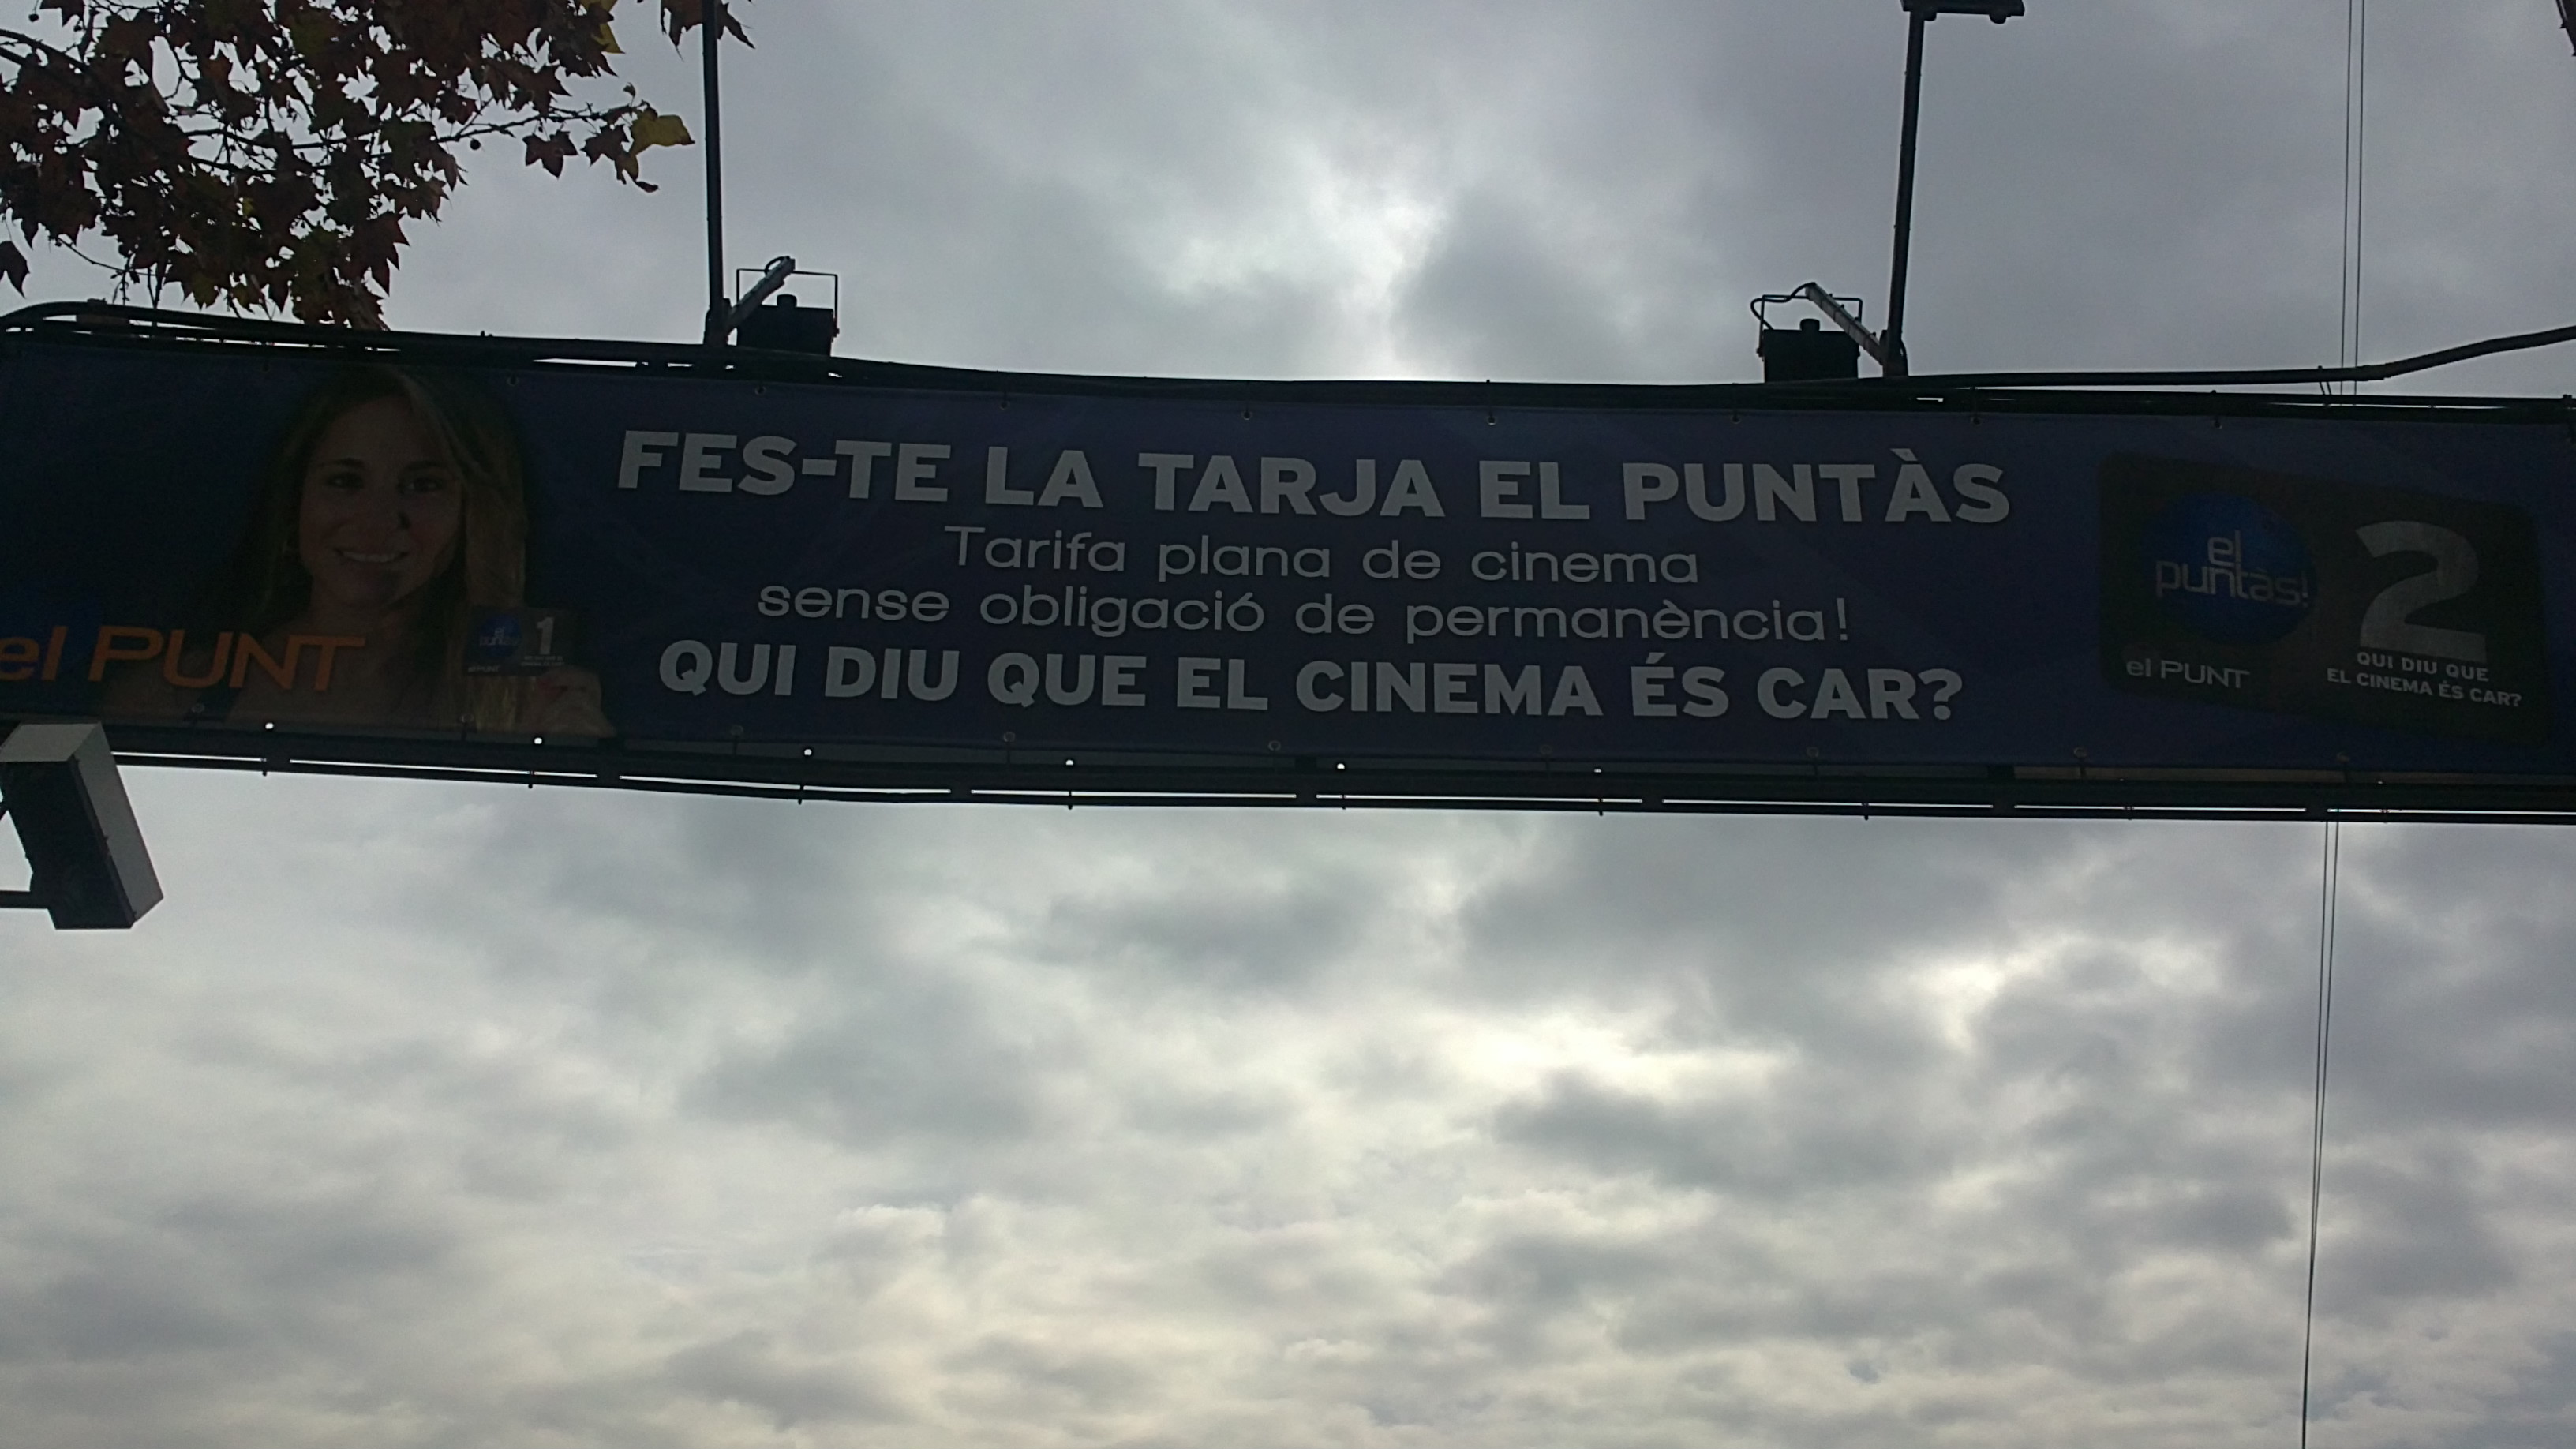 FES-TE LA TARJA EL PUNTÀS
Tarifa plana de cinema
sense obligació de permanència!
QUI DIU QUE EL CINEMA ÉS CAR?
el PUNT
1
el
puntàs!
el PUNT
2
QUI DIU QUE
EL CINEMA ÉS CAR?